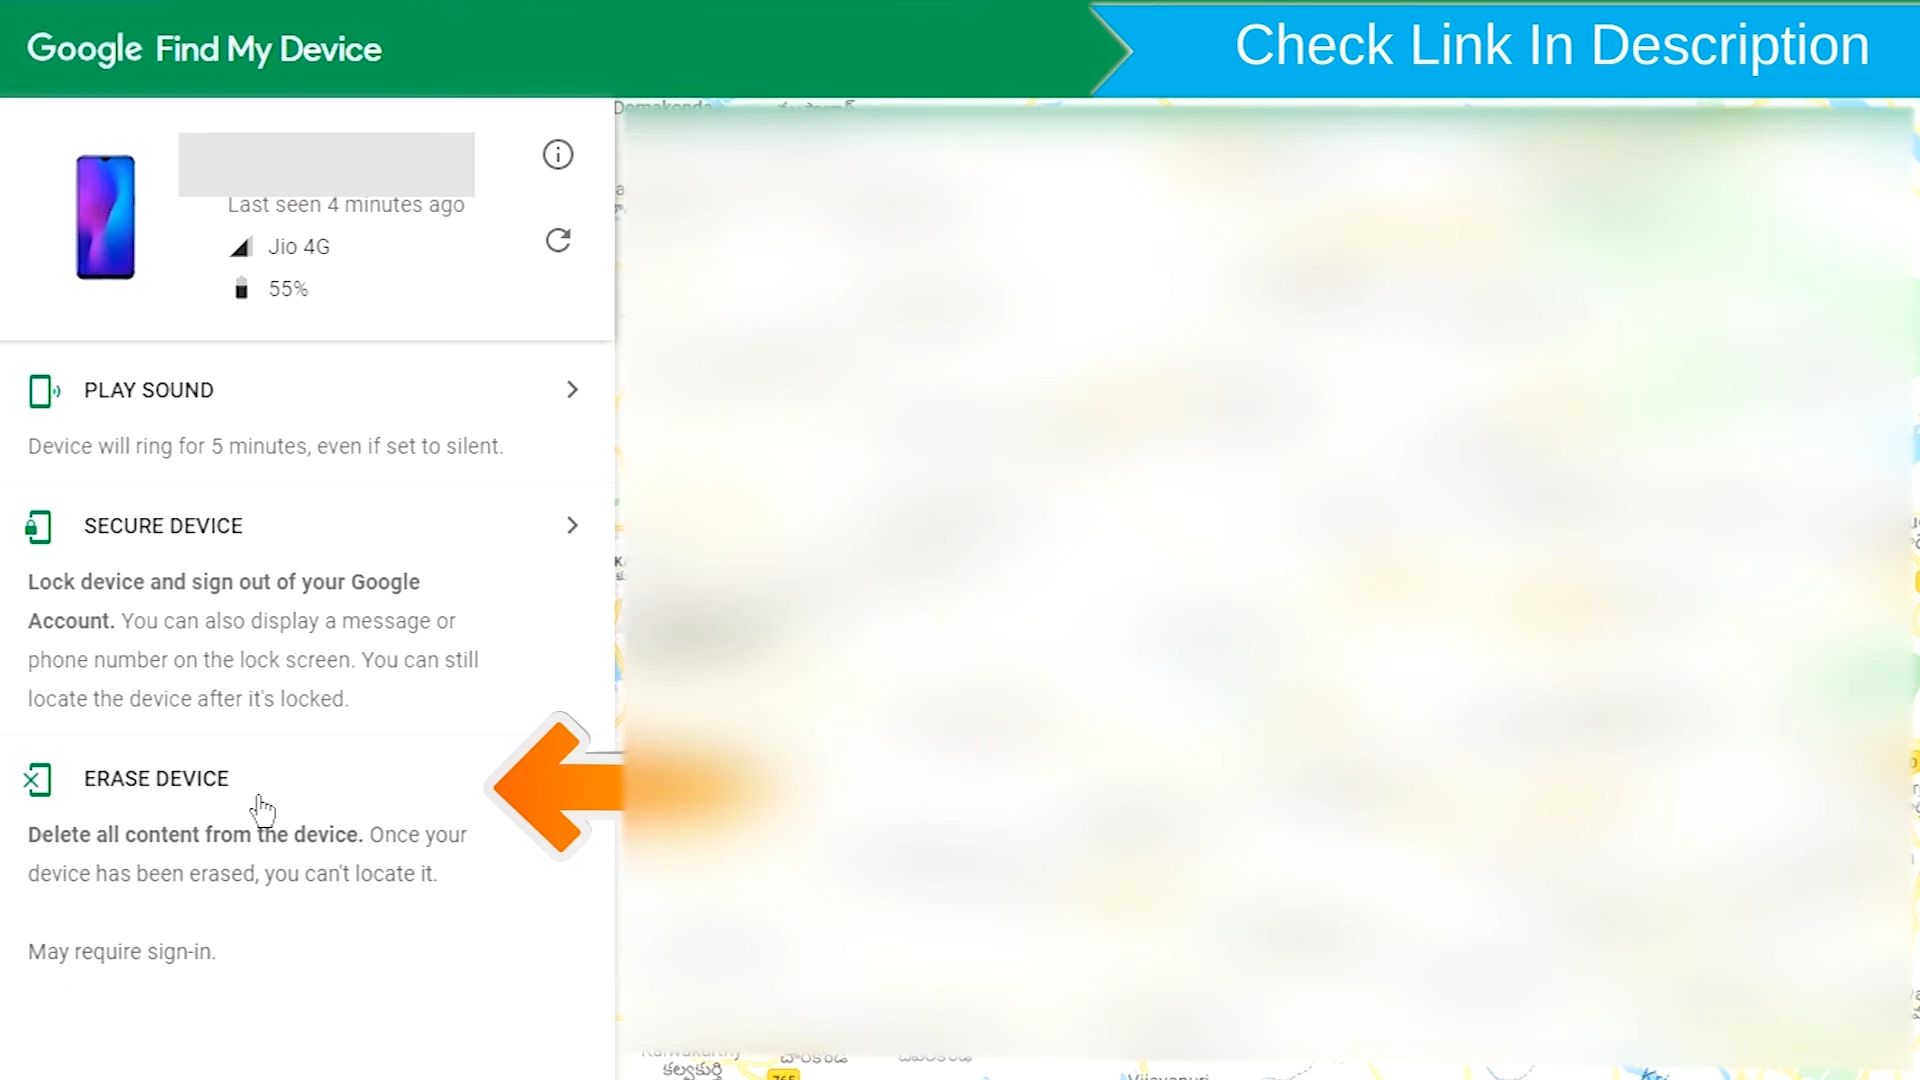 Google Find My Device
Check Link In Description
Last seen 4 minutes ago
Jio 4G
55%
PLAY SOUND
Device will ring for 5 minutes, even if set to silent.
SECURE DEVICE
Lock device and sign out of your Google
Account. You can also display a message or
phone number on the lock screen. You can still
locate the device after it's locked.
ERASE DEVICE
Delete all content from the device. Once your
device has been erased, you can't locate it.
May require sign-in.
Domakonda
కల్వకుర్తి
765